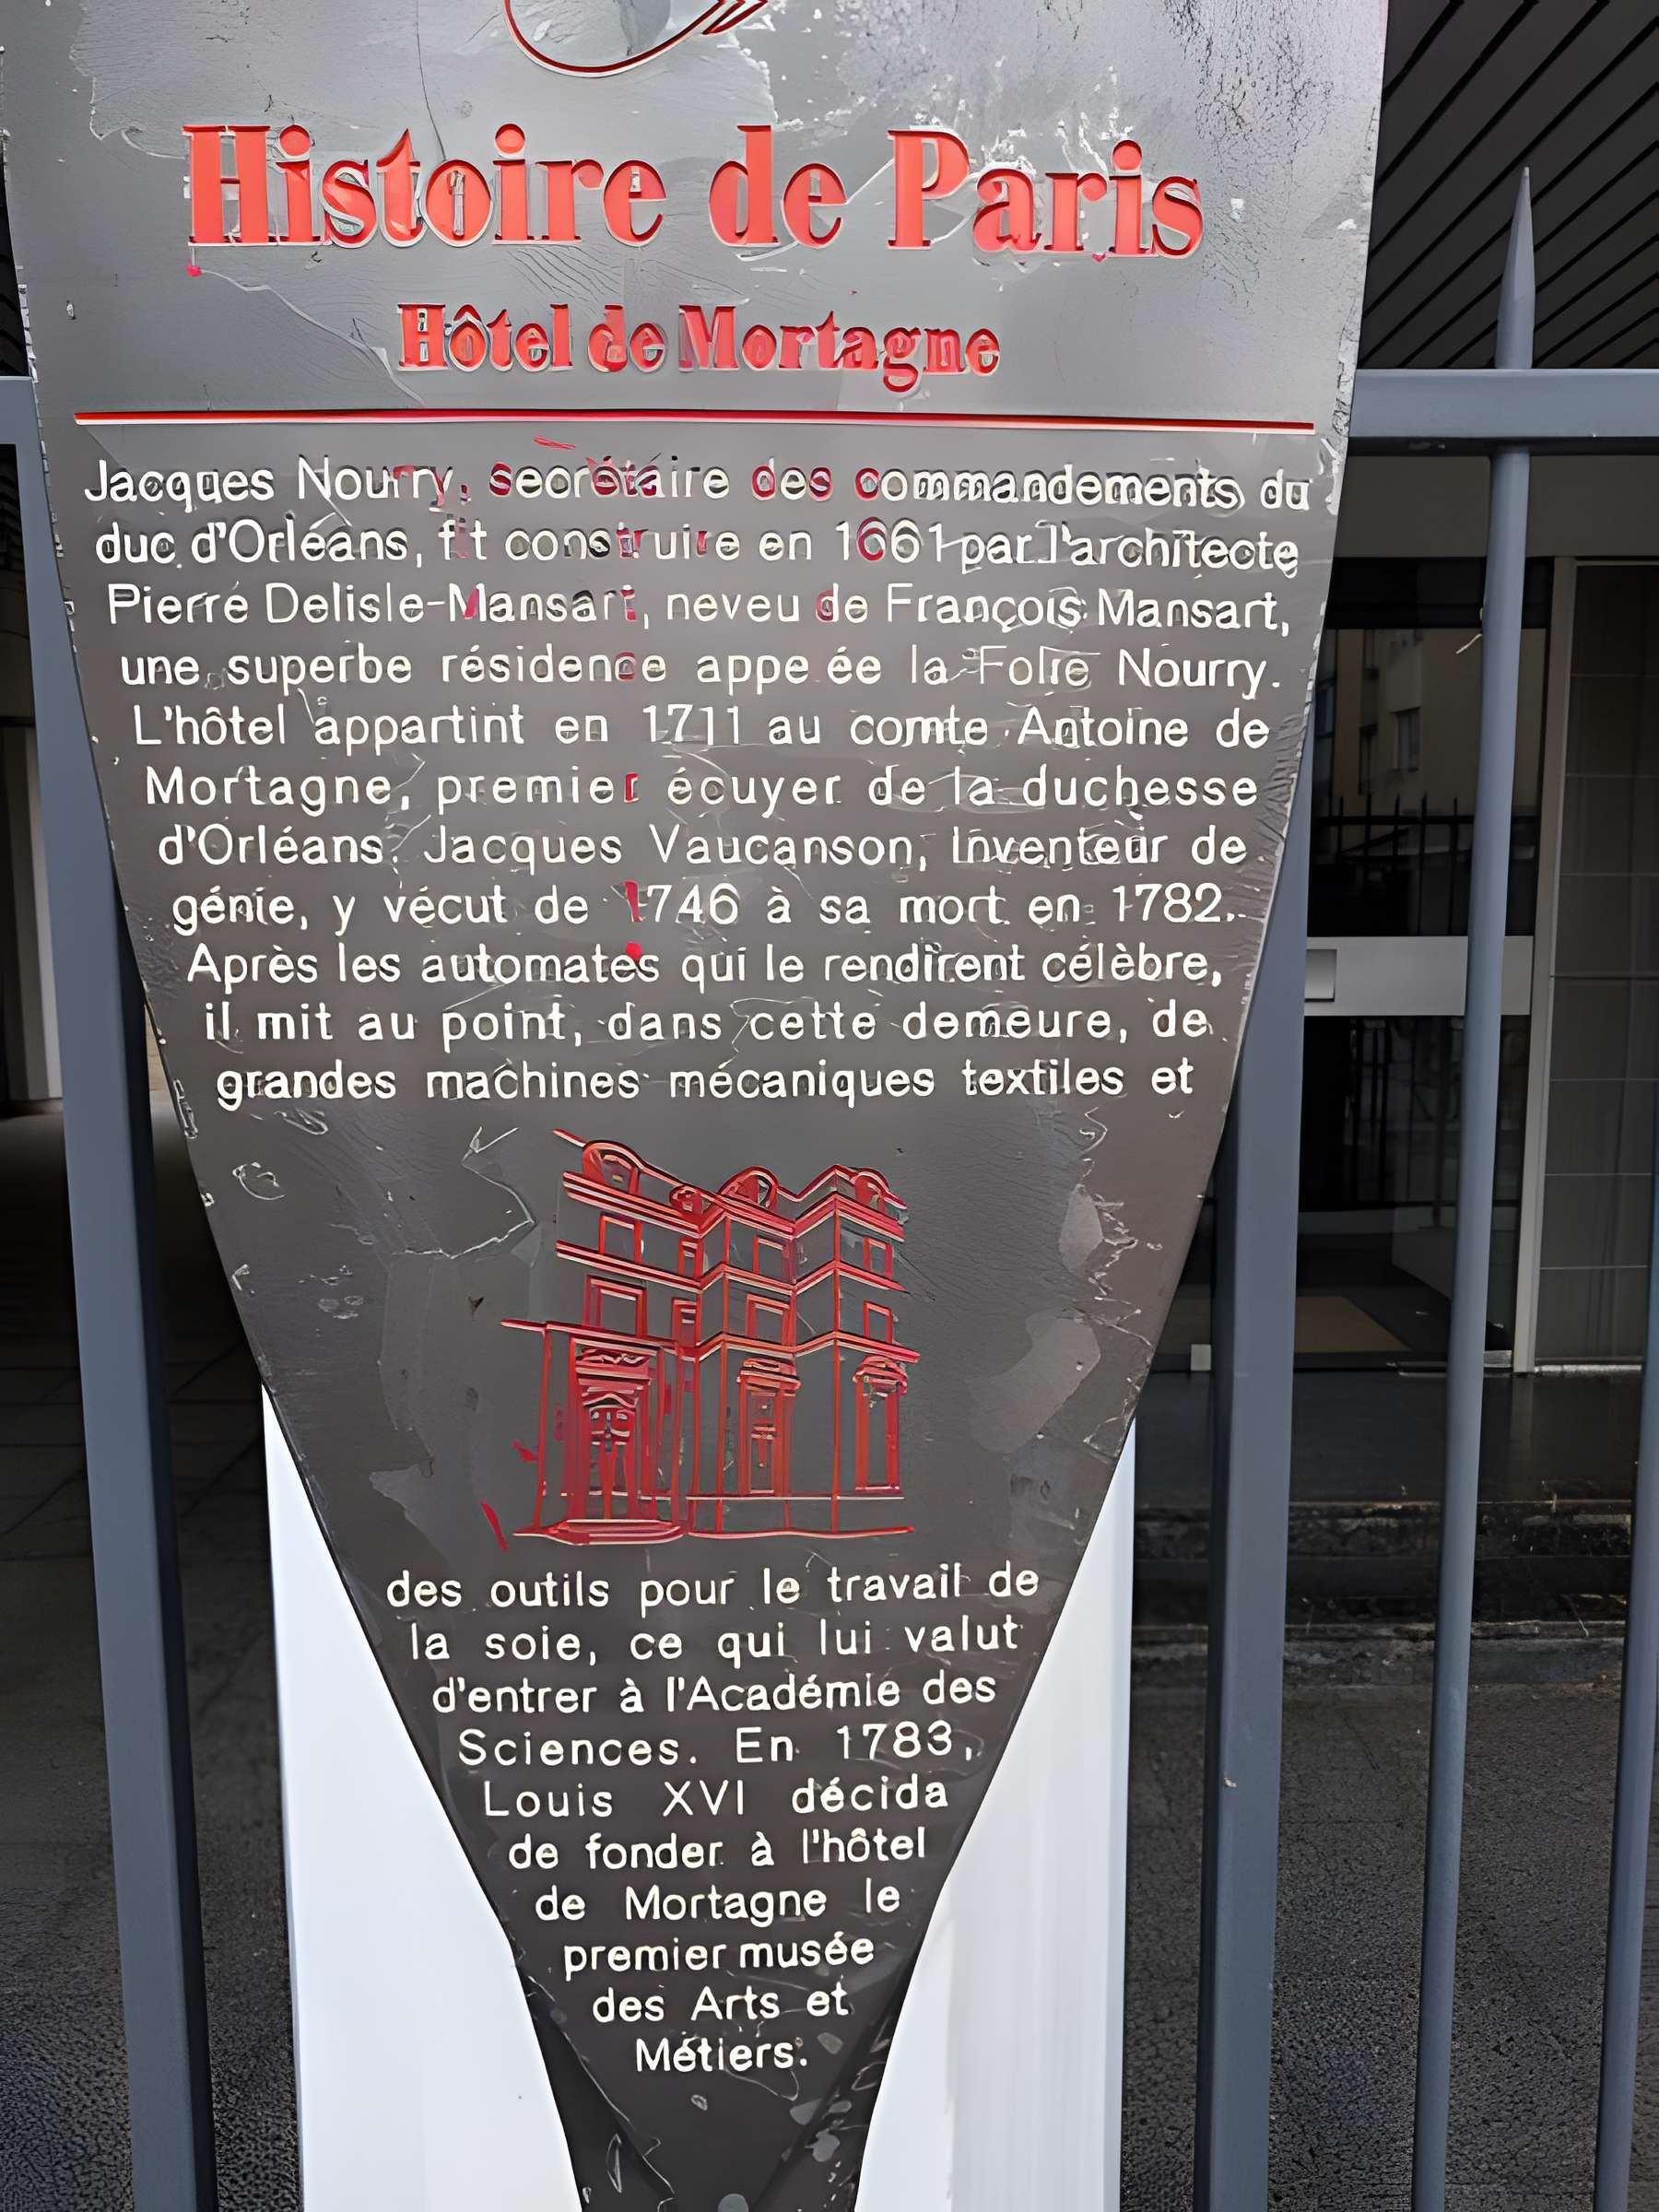 Histoire de Paris
Hôtel de Mortagne
Jacques Nourry, secrétaire des commandements du
duc d'Orléans, fit construire en 1661 par l'architecte
Pierre Delisle-Mansart, neveu de François Mansart,
une superbe résidence appe ée la Folie Nourry.
L'hôtel appartint en 1711 au comte Antoine de
Mortagne, premier écuyer de la duchesse
d'Orléans. Jacques Vaucanson, inventeur de
génie, y vécut de 1746 à sa mort en 1782.
Après les automates qui le rendirent célèbre,
il mit au point, dans cette demeure, de
grandes machines mécaniques textiles et
des outils pour le travail de
la soie, ce qui lui valut
d'entrer à l'Académie des
Sciences. En 1783,
Louis XVI décida
de fonder à l'hôtel
de Mortagne le
premier musée
des Arts et
Métiers.